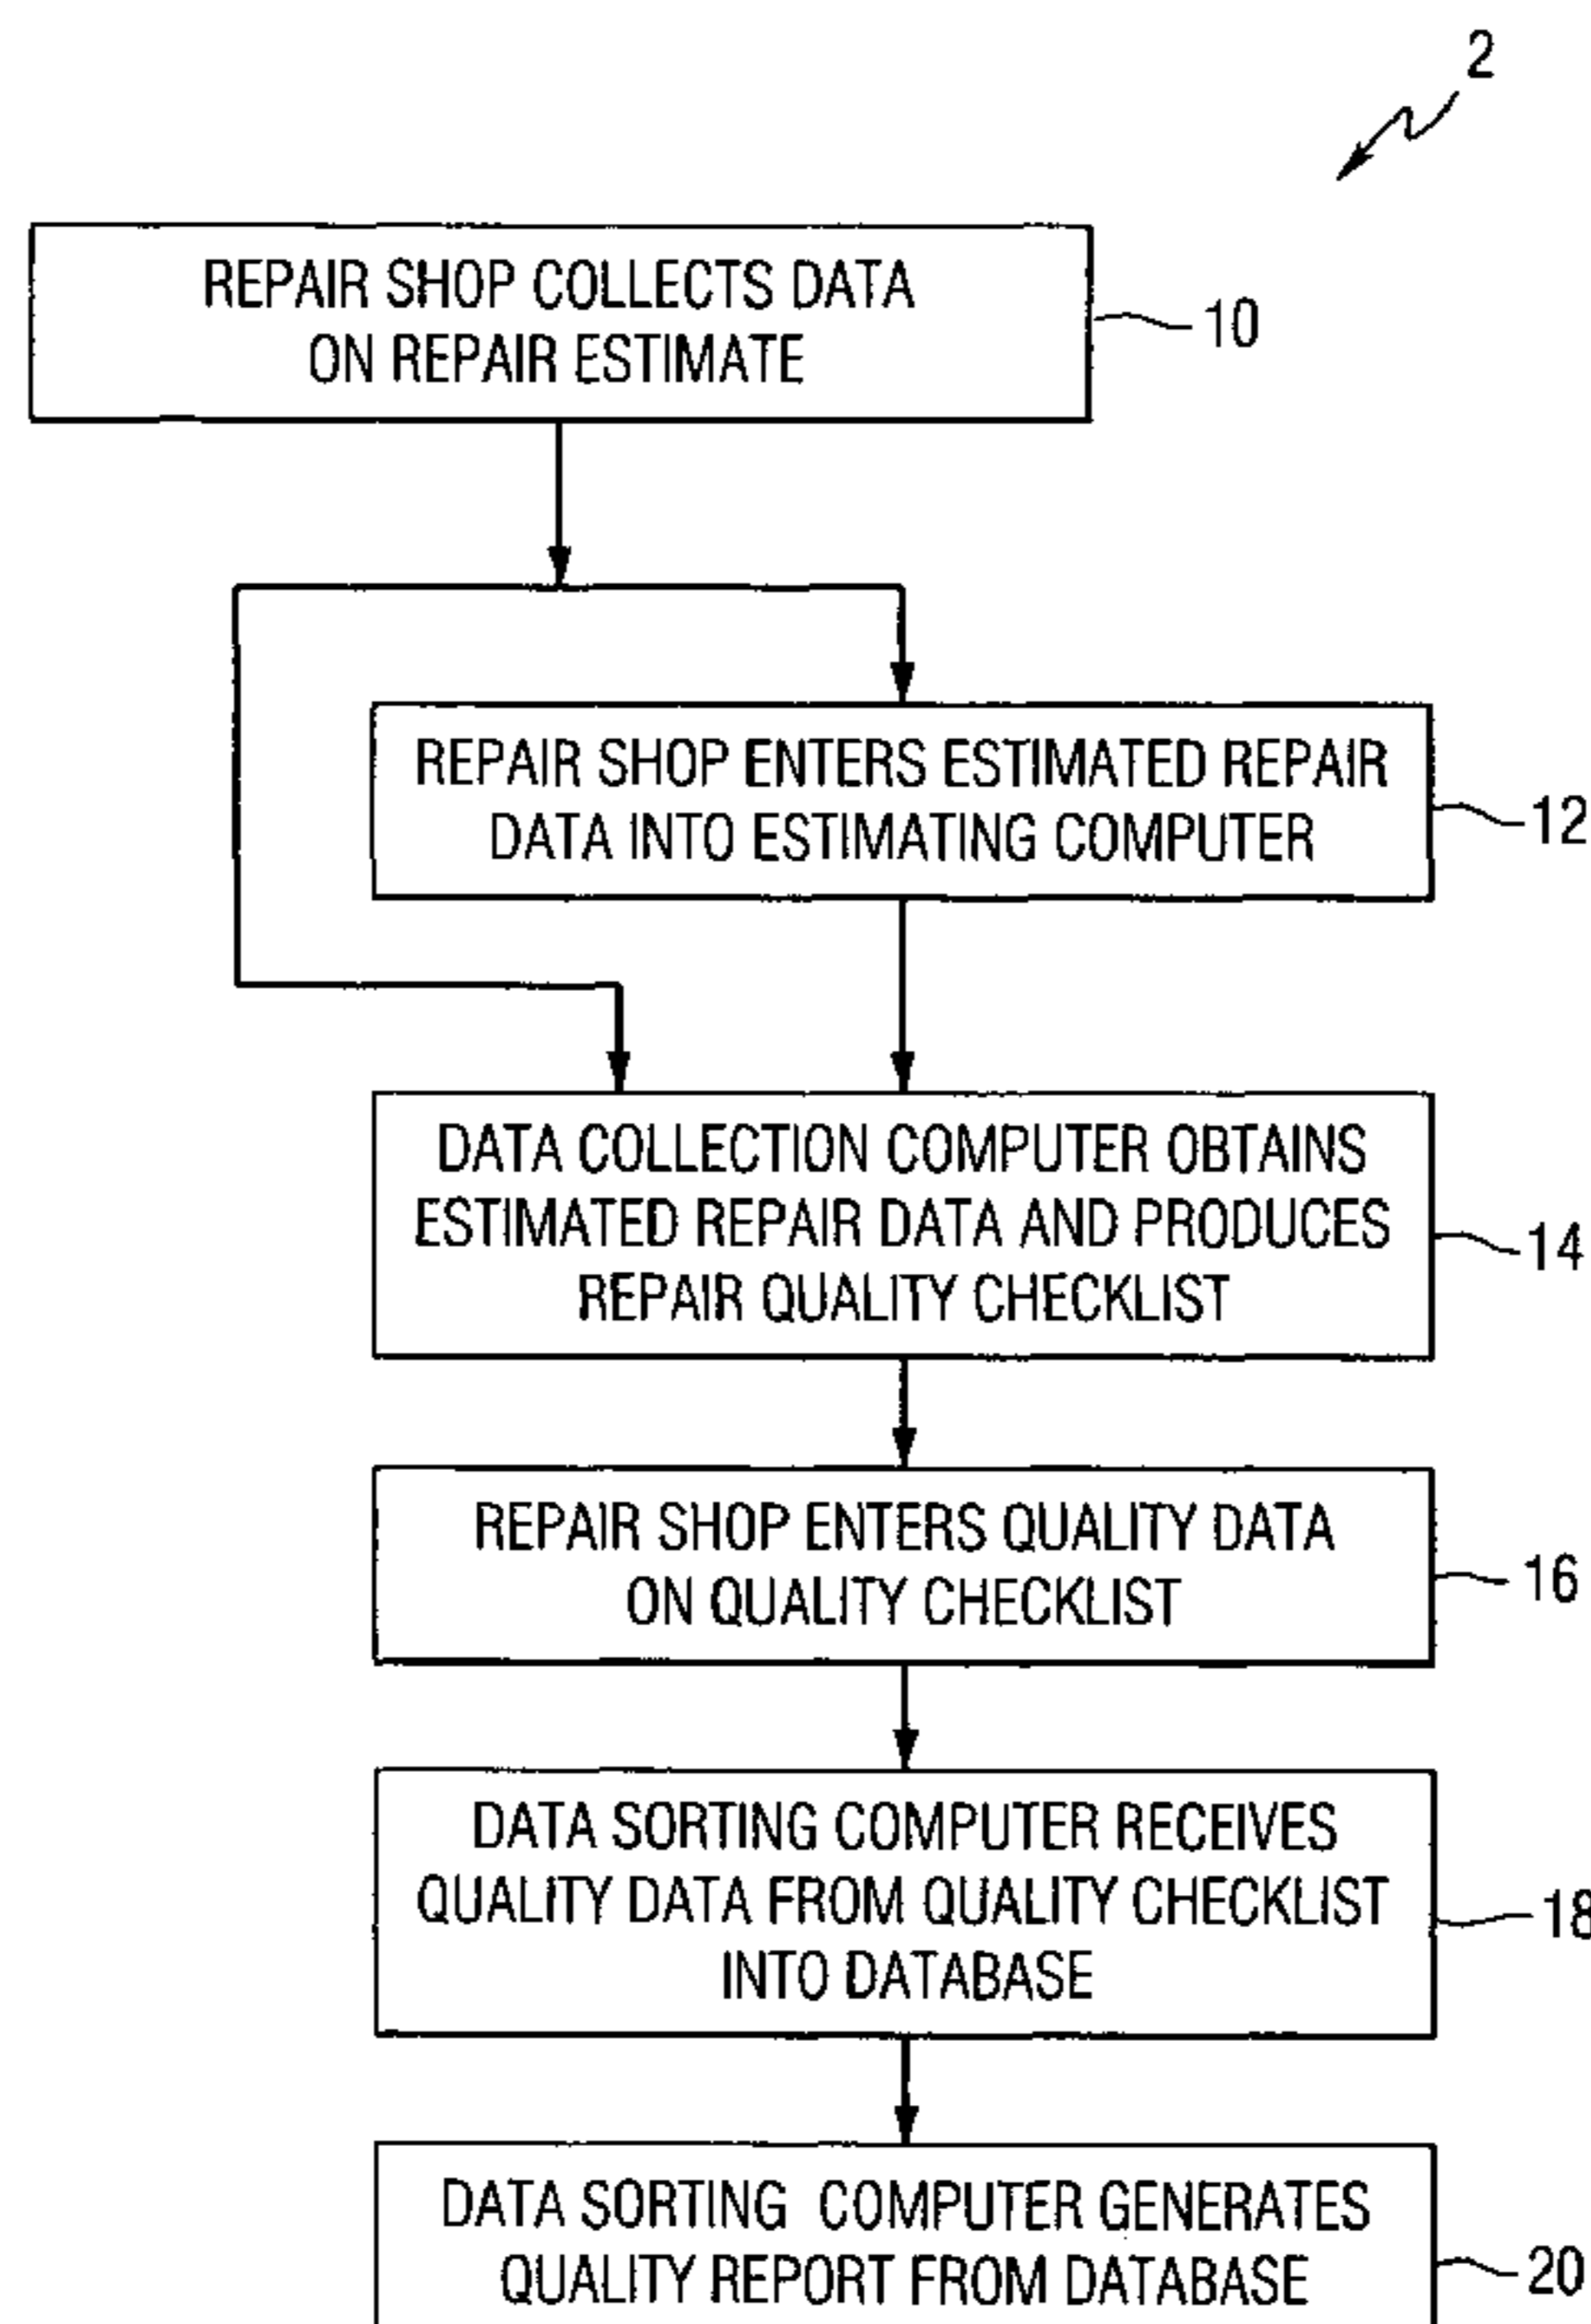 2
REPAIR SHOP COLLECTS DATA
ON REPAIR ESTIMATE
10
REPAIR SHOP ENTERS ESTIMATED REPAIR
DATA INTO ESTIMATING COMPUTER
12
DATA COLLECTION COMPUTER OBTAINS
ESTIMATED REPAIR DATA AND PRODUCES
REPAIR QUALITY CHECKLIST
14
REPAIR SHOP ENTERS QUALITY DATA
ON QUALITY CHECKLIST
16
DATA SORTING COMPUTER RECEIVES
QUALITY DATA FROM QUALITY CHECKLIST
INTO DATABASE
18
DATA SORTING COMPUTER GENERATES
QUALITY REPORT FROM DATABASE
20